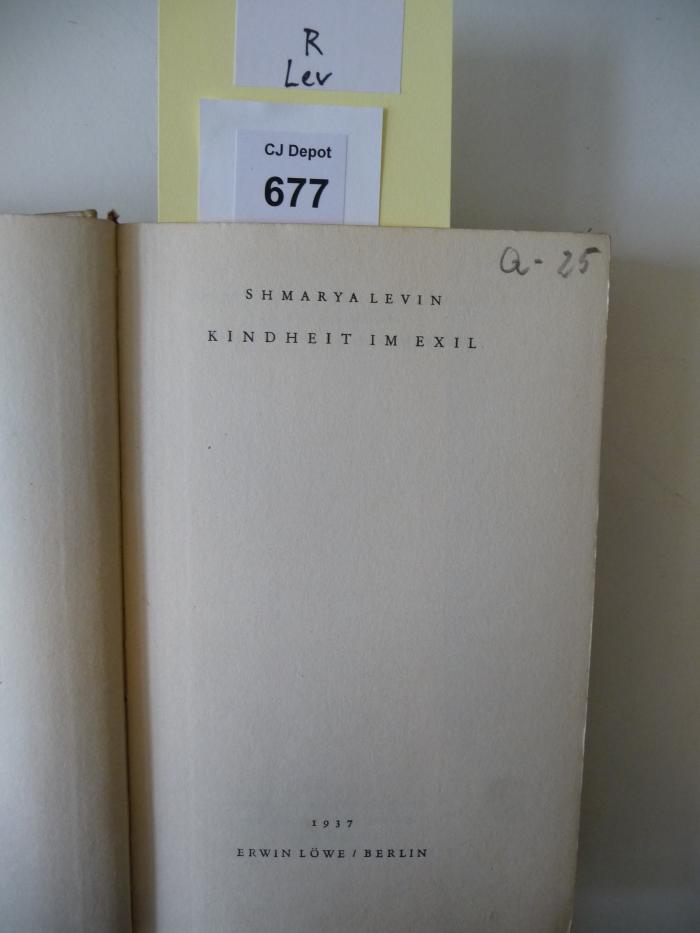 R
Lev
CJ Depot
677
a- 25
SHMARYA LEVIN
KINDHEIT IM EXIL
1937
ERWIN LÖWE / BERLIN